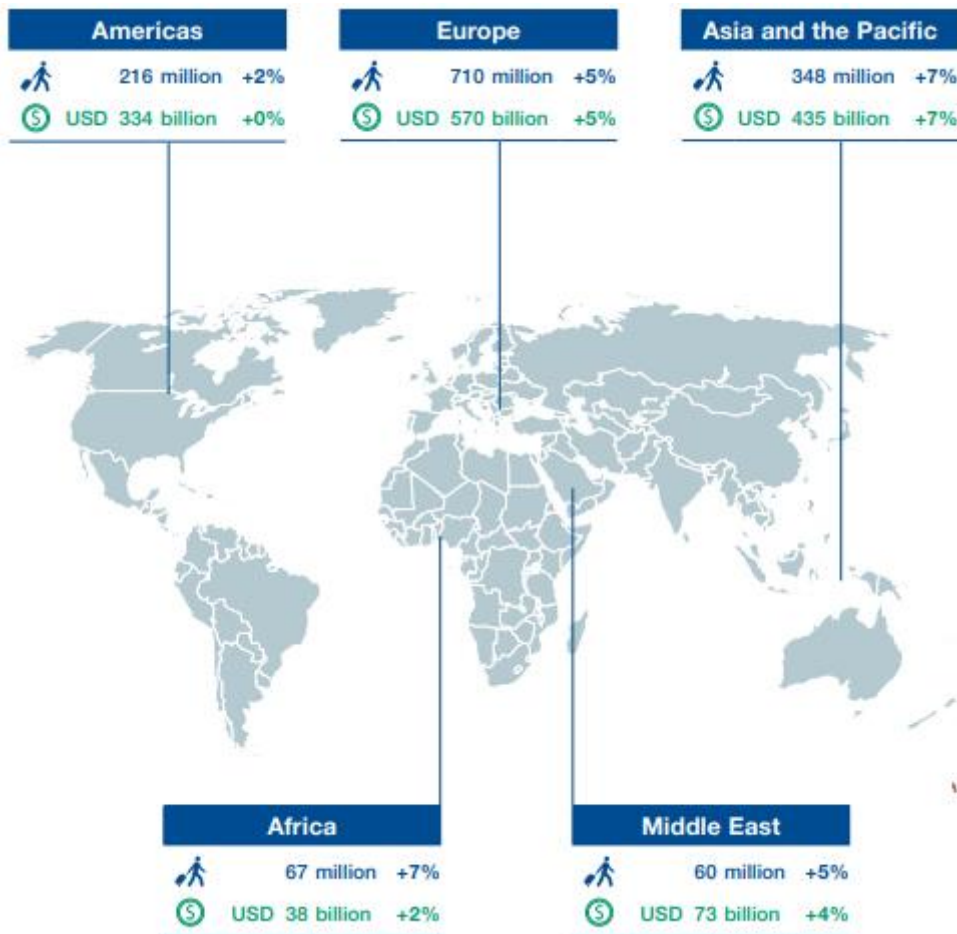 Americas
216 million +2%
USD 334 billion +0%
Europe
710 million +5%
USD 570 billion +5%
Asia and the Pacific
348 million +7%
USD 435 billion +7%
Africa
67 million +7%
USD 38 billion +2%
Middle East
60 million +5%
USD 73 billion +4%